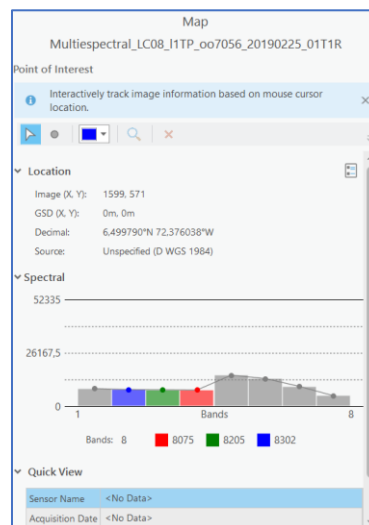 Map
Multiespectral_LC08_l1TP_oo7056_20190225_01T1R
Point of Interest
Interactively track image information based on mouse cursor
location.
Location
Image (X, Y): 1599, 571
GSD (X, Y): 0m, 0m
Decimal: 6,499790°N 72,376038°W
Source: Unspecified (D WGS 1984)
Spectral
52335
26167,5
0
1 Bands 8
Bands: 8 8075 8205 8302
Quick View
Sensor Name <No Data>
Acquisition Date <No Data>